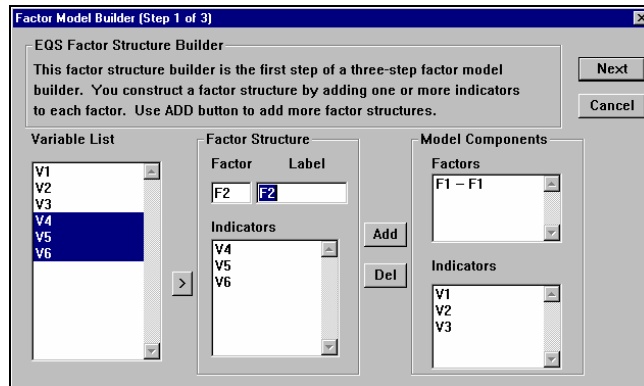 Factor Model Builder (Step 1 of 3)
EQS Factor Structure Builder
This factor structure builder is the first step of a three-step factor model
builder. You construct a factor structure by adding one or more indicators
to each factor. Use ADD button to add more factor structures.
Next
Cancel
Variable List
V1
V2
V3
V4
V5
V6
>
Factor Structure
Factor Label
F2 F2
Indicators
V4
V5
V6
Add
Del
Model Components
Factors
F1 – F1
Indicators
V1
V2
V3